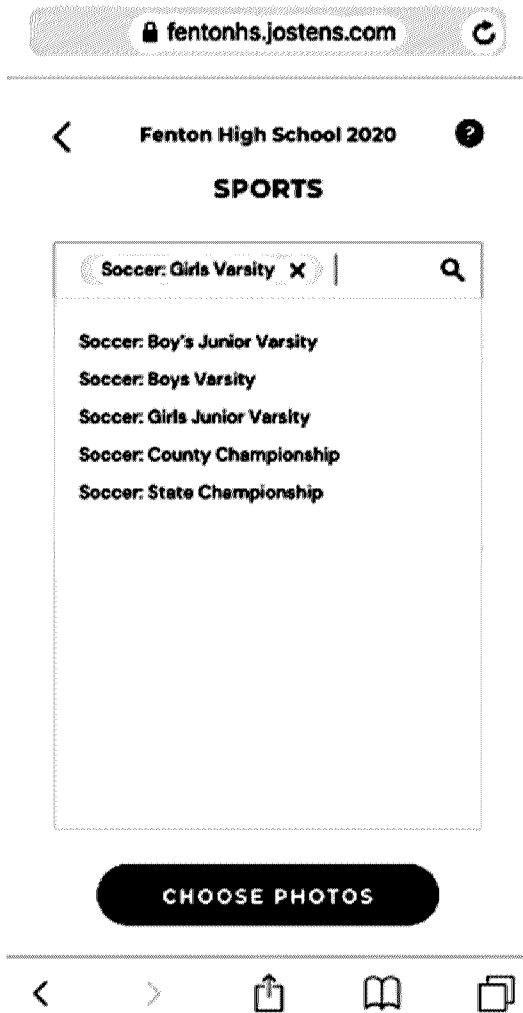 fentonhs.jostens.com
Fenton High School 2020
?
SPORTS
Soccer: Girls Varsity X
Soccer: Boy's Junior Varsity
Soccer: Boys Varsity
Soccer: Girls Junior Varsity
Soccer: County Championship
Soccer: State Championship
CHOOSE PHOTOS